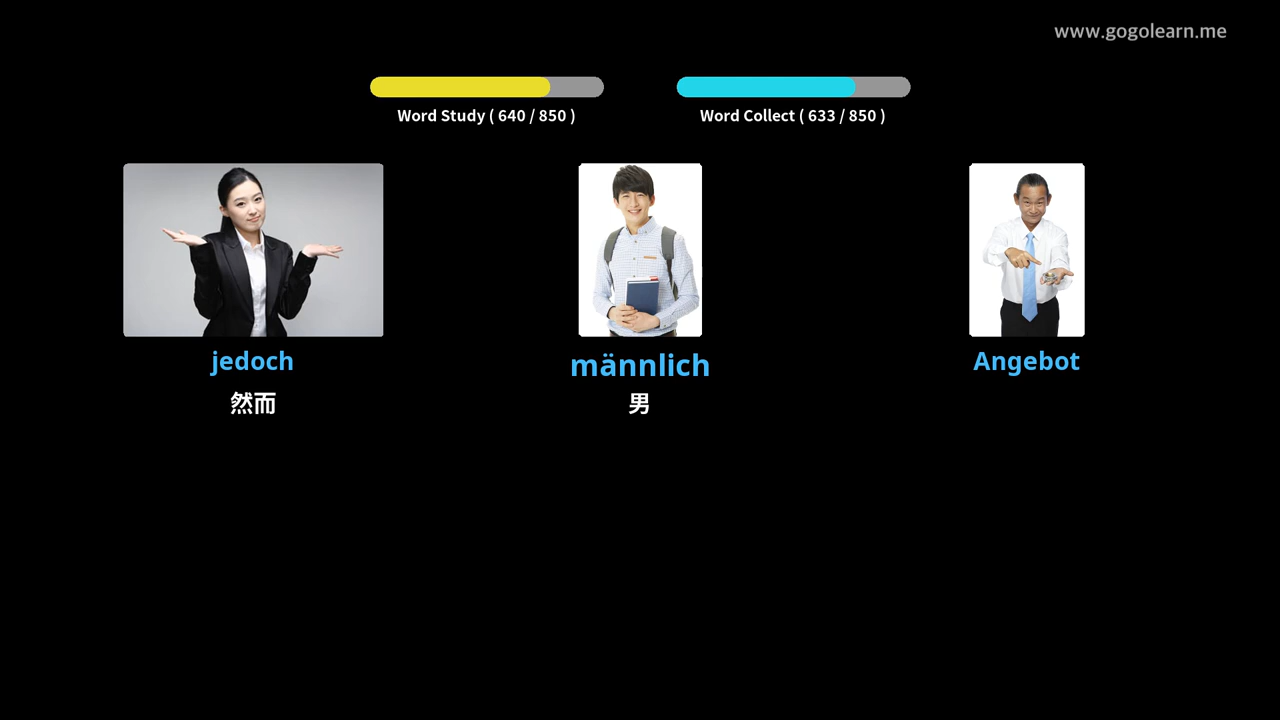 www.gogolearn.me
Word Study ( 640 / 850 )
Word Collect ( 633 / 850 )
jedoch
männlich
Angebot
然而
男